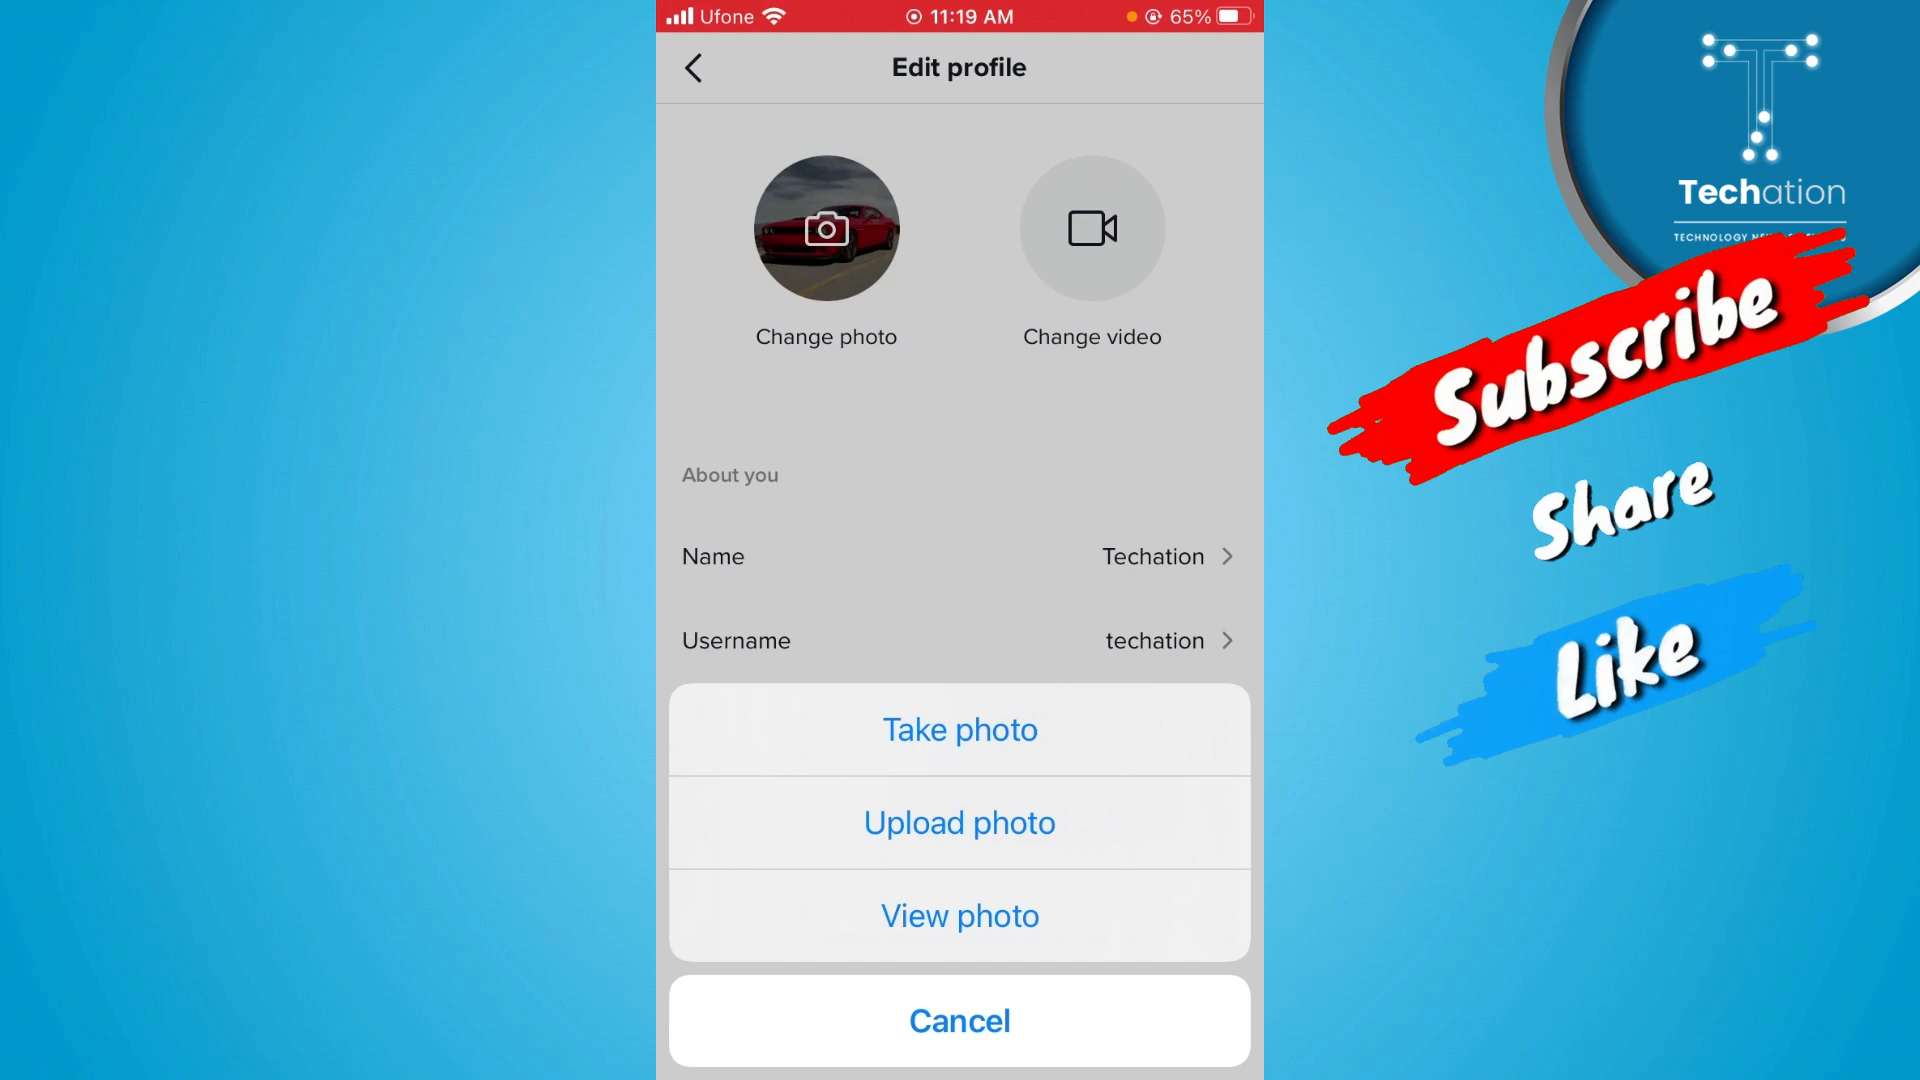 Ufone 11:19 AM 65%
Edit profile
Change photo Change video
About you
Name Techation
Username techation
Take photo
Upload photo
View photo
Cancel
Techation
TECHNOLOGY
Subscribe
Share
Like